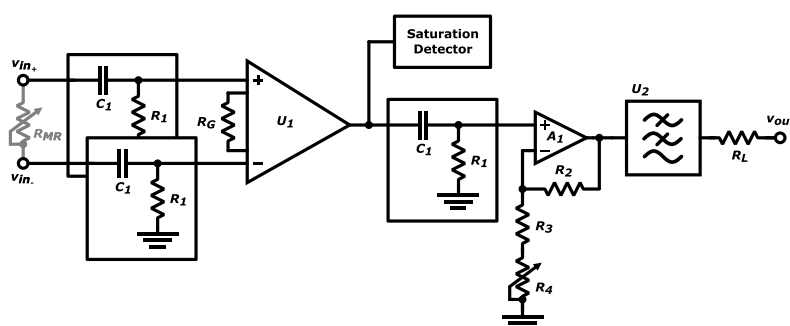 Saturation
Detector
vin+
C1
R1
RMR
vin-
C1
R1
RG
+
U1
−
C1
R1
+
A1
−
R2
R3
R4
U2
RL
vou